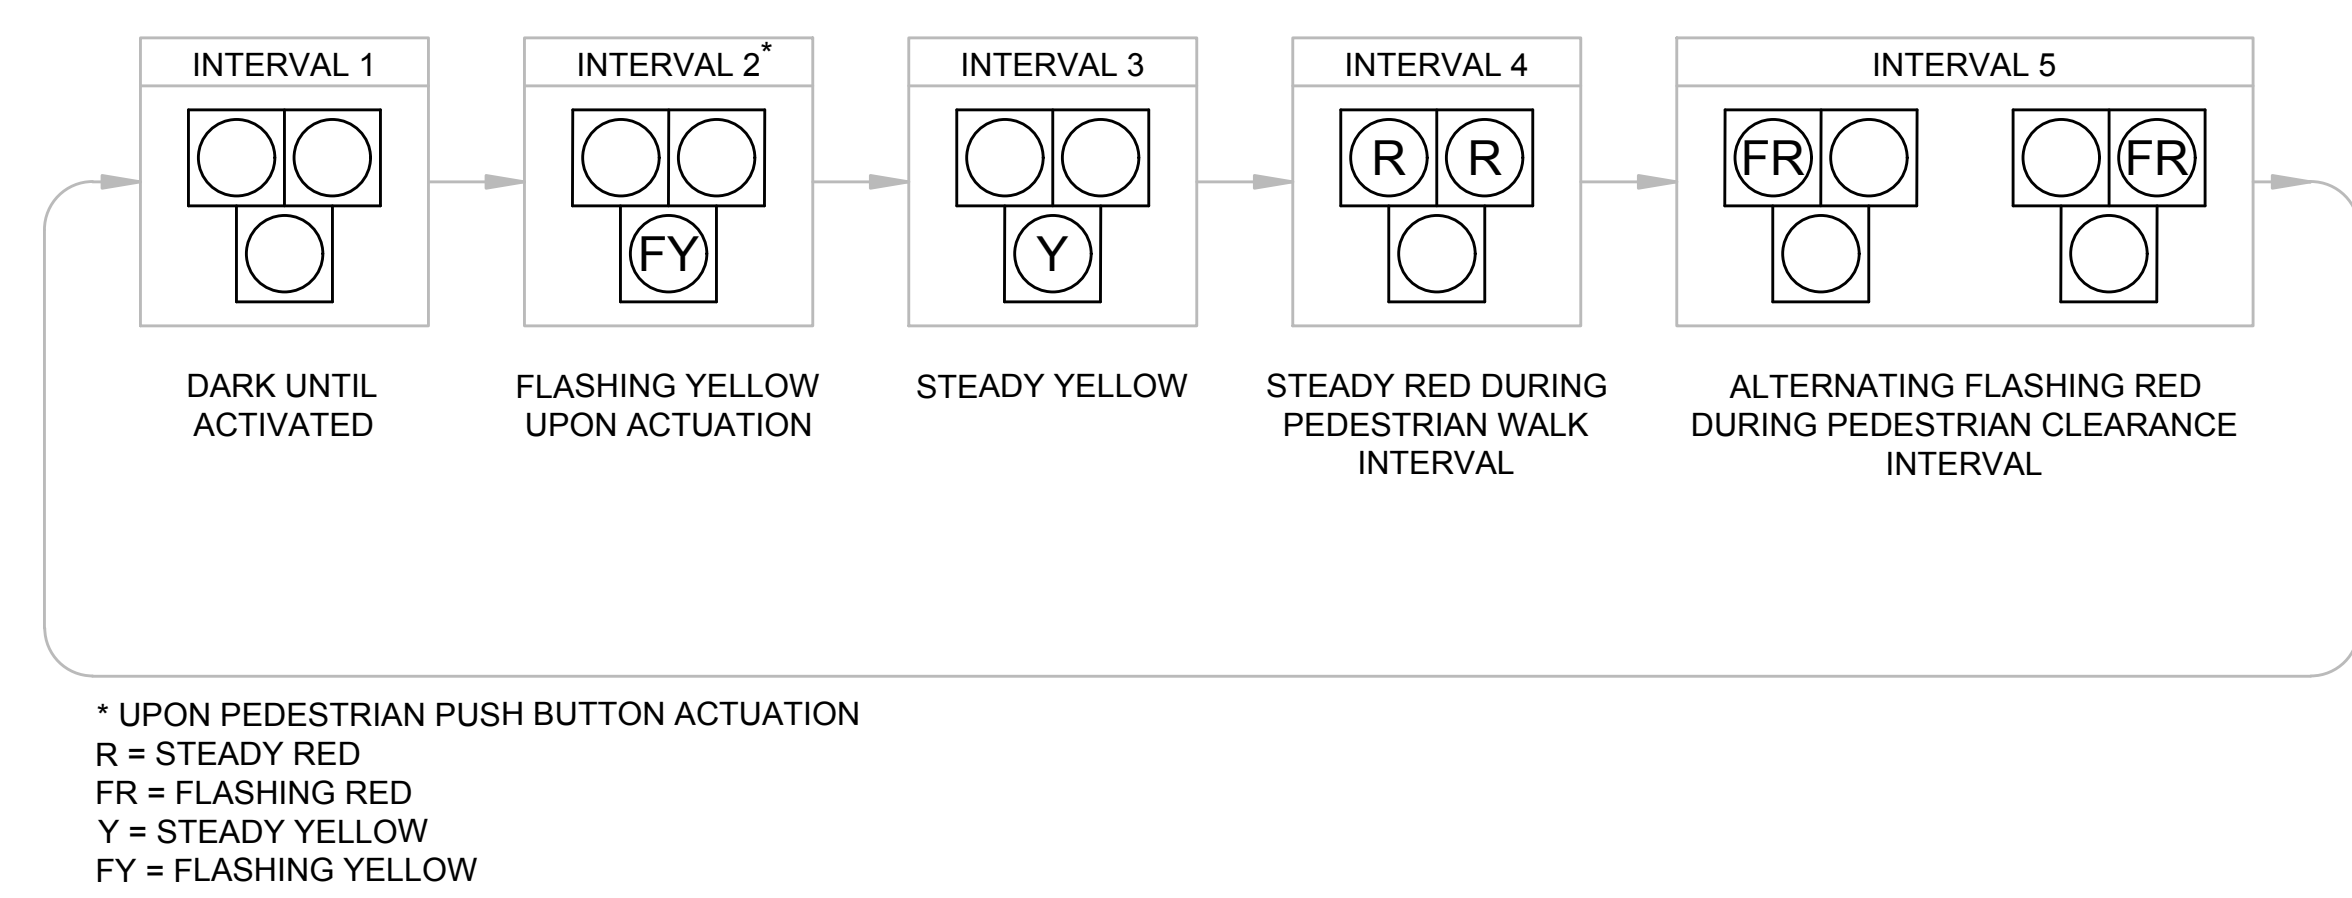 INTERVAL 1
INTERVAL 2*
INTERVAL 3
INTERVAL 4
INTERVAL 5
FY
Y
R R
FR
FR
DARK UNTIL
ACTIVATED
FLASHING YELLOW
UPON ACTUATION
STEADY YELLOW
STEADY RED DURING
PEDESTRIAN WALK
INTERVAL
ALTERNATING FLASHING RED
DURING PEDESTRIAN CLEARANCE
INTERVAL
* UPON PEDESTRIAN PUSH BUTTON ACTUATION
R = STEADY RED
FR = FLASHING RED
Y = STEADY YELLOW
FY = FLASHING YELLOW